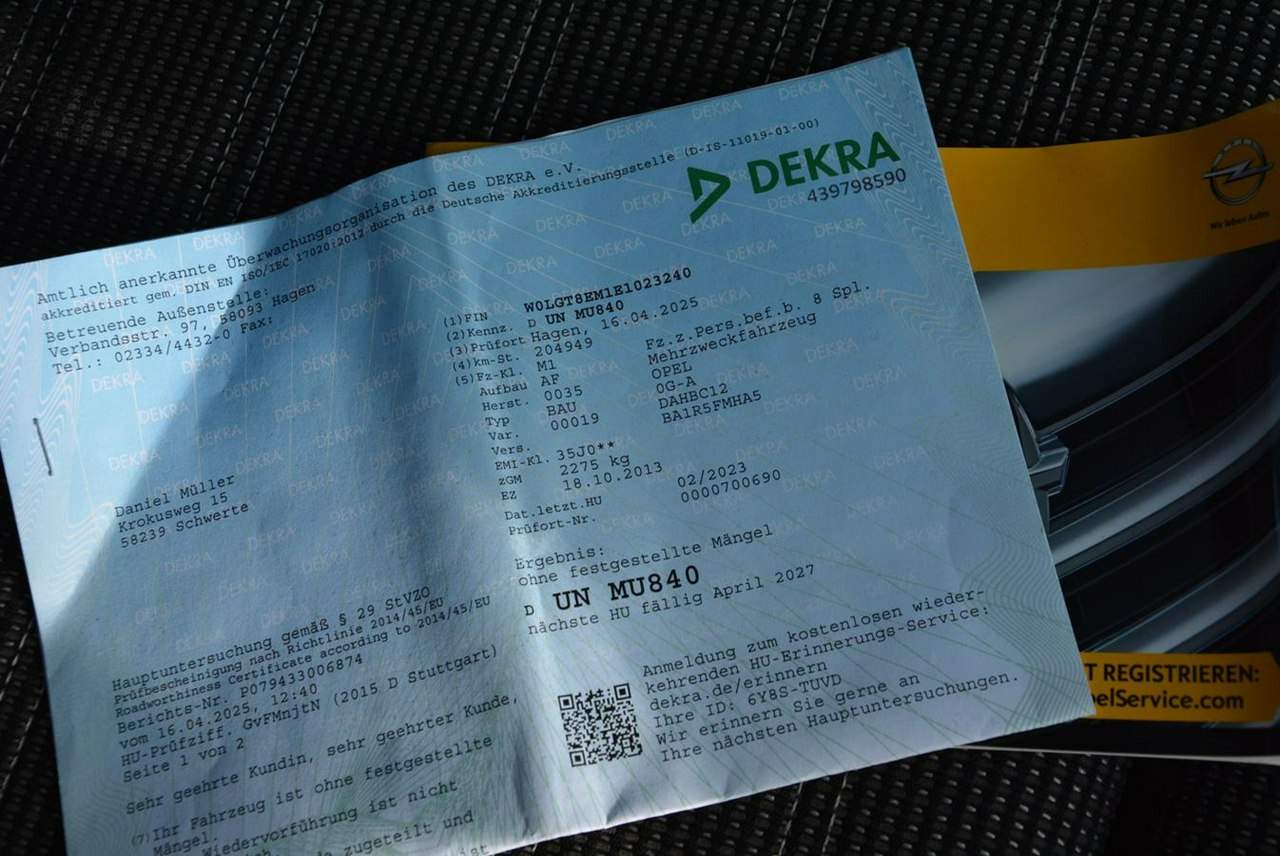 Amtlich anerkannte Überwachungsorganisation des DEKRA e.V.
akkreditiert gem. DIN EN ISO/IEC 17020:2012 durch die Deutsche Akkreditierungsstelle (D-IS-11019-01-00)
DEKRA
439798590
Betreuende Außenstelle:
Verbandsstr. 97, 58093 Hagen
Tel.: 02334/4432-0 Fax:
(1)FIN W0LGT8EM1E1023240
(2)Kennz. D UN MU840
(3)Prüfort Hagen, 16.04.2025
(4)km-St. 204949
(5)Fz-Kl. M1 Fz.z.Pers.bef.b. 8 Spl.
Aufbau AF Mehrzweckfahrzeug
Herst. 0035 OPEL
Typ BAU 0G-A
Var. 00019 DAHBC12
Vers. BA1R5FMHA5
EMI-Kl. 35J0**
zGM 2275 kg
EZ 18.10.2013
Dat.letzt.HU 02/2023
Prüfort-Nr. 0000700690
Daniel Müller
Krokusweg 15
58239 Schwerte
Ergebnis:
ohne festgestellte Mängel
D UN MU840
nächste HU fällig April 2027
Hauptuntersuchung gemäß § 29 StVZO
Prüfbescheinigung nach Richtlinie 2014/45/EU
Roadworthiness Certificate according to 2014/45/EU
Berichts-Nr. P079433006874
vom 16.04.2025, 12:40
HU-Prüfziff. GvFMnjtN (2015 D Stuttgart)
Seite 1 von 2
Anmeldung zum kostenlosen wieder-
kehrenden HU-Erinnerungs-Service:
dekra.de/erinnern
Ihre ID: 6Y8S-TUVD
Wir erinnern Sie gerne an
Ihre nächsten Hauptuntersuchungen.
Sehr geehrte Kundin, sehr geehrter Kunde,
(7)Ihr Fahrzeug ist ohne festgestellte
Mängel.
Wiedervorführung ist nicht
zugeteilt und
ist
Wir leben Autos.
T REGISTRIEREN:
pelService.com